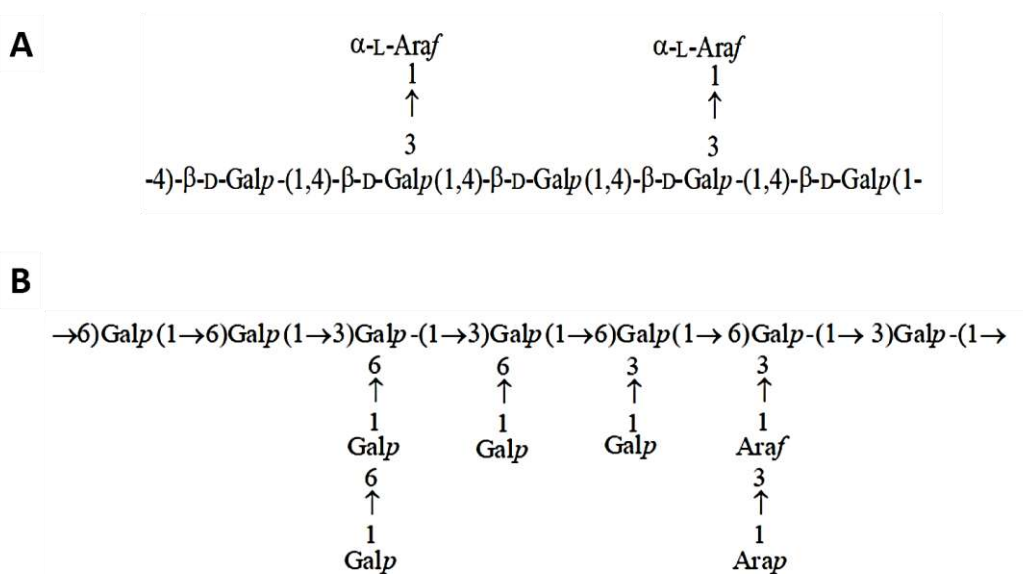 A
α-L-Araf α-L-Araf
1 1
↑ ↑
3 3
-4)-β-D-Galp-(1,4)-β-D-Galp(1,4)-β-D-Galp(1,4)-β-D-Galp-(1,4)-β-D-Galp(1-
B
→6)Galp(1→6)Galp(1→3)Galp-(1→3)Galp(1→6)Galp(1→ 6)Galp-(1→ 3)Galp-(1→
6 6 3 3
↑ ↑ ↑ ↑
1 1 1 1
Galp Galp Galp Araf
6 3
↑ ↑
1 1
Galp Arap